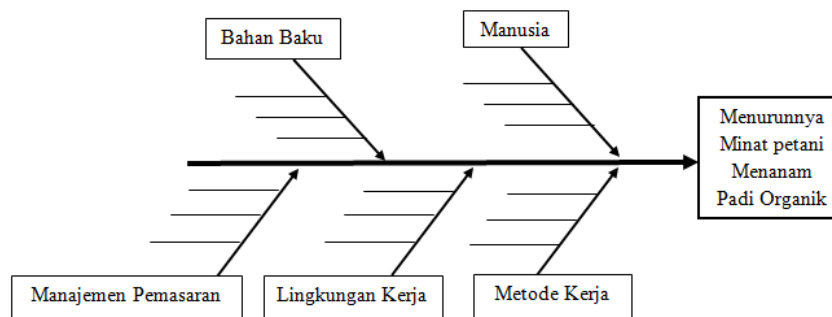 Bahan Baku
Manusia
Menurunnya
Minat petani
Menanam
Padi Organik
Manajemen Pemasaran
Lingkungan Kerja
Metode Kerja